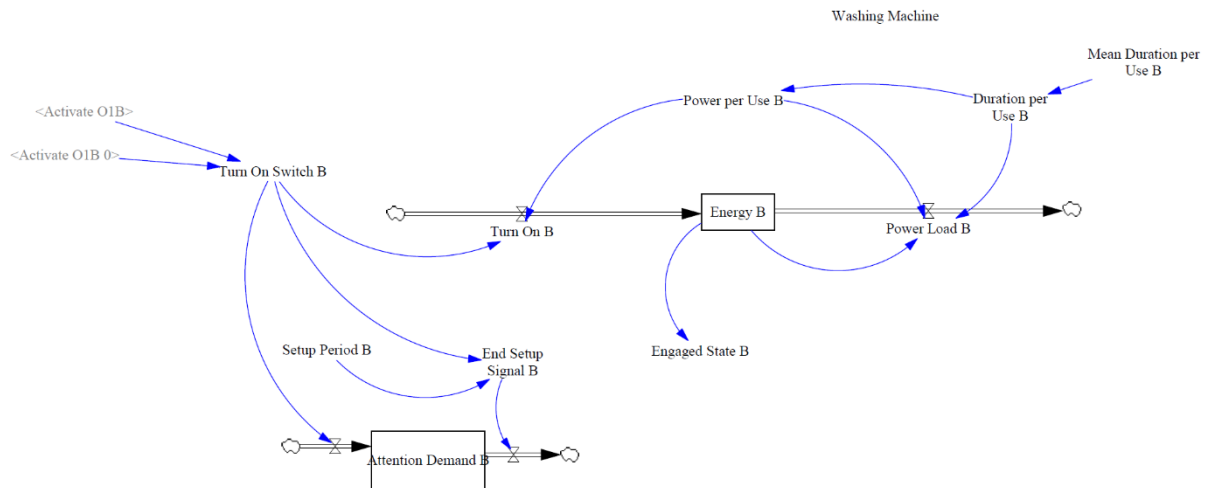 Washing Machine
Mean Duration per
Use B
Power per Use B
Duration per
Use B
<Activate O1B>
<Activate O1B 0>
Turn On Switch B
Energy B
Turn On B
Power Load B
Setup Period B
End Setup
Signal B
Engaged State B
Attention Demand B